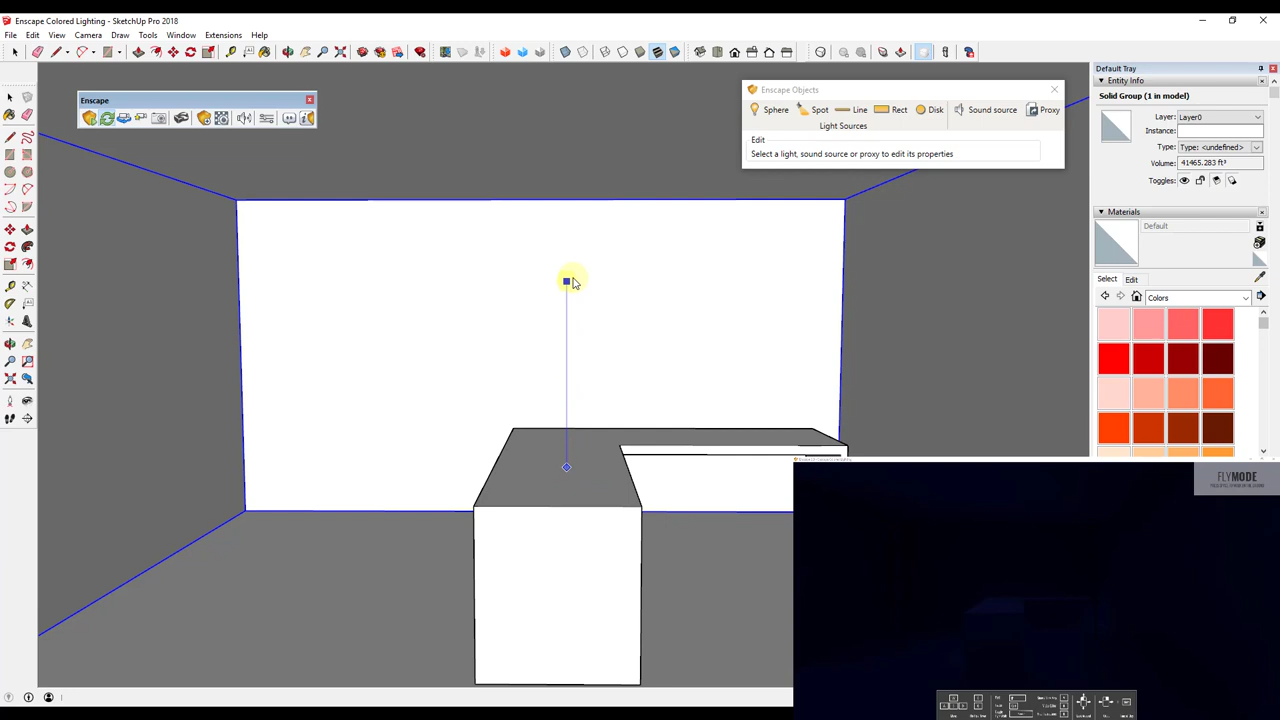 Enscape Colored Lighting - SketchUp Pro 2018
File Edit View Camera Draw Tools Window Extensions Help
Enscape
Enscape Objects
Sphere Spot Line Rect Disk Sound source Proxy
Light Sources
Edit
Select a light, sound source or proxy to edit its properties
Default Tray
Entity Info
Solid Group (1 in model)
Layer: Layer0
Instance:
Type: Type: <undefined>
Volume: 41465.283 ft³
Toggles:
Materials
Default
Select Edit
Colors
FLYMODE